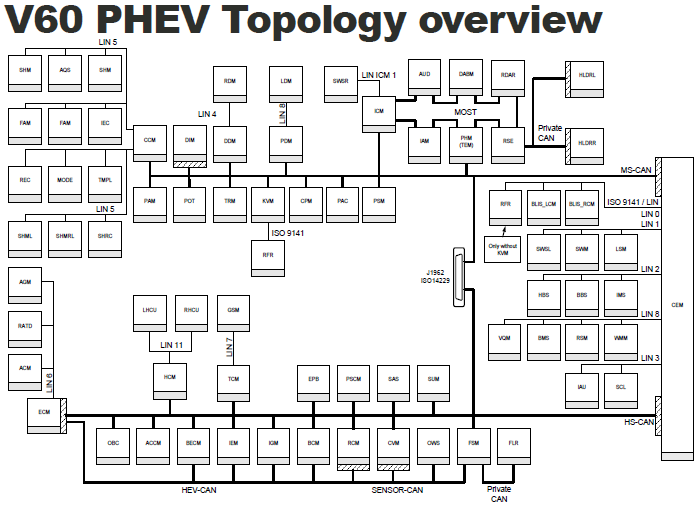 V60 PHEV Topology overview
LIN 5
SHM AQS SHM
RDM LDM SWSR LIN ICM 1 AUD DABM RDAR HLDRL
LIN 4 LIN 8 ICM MOST
FAM FAM IEC
CCM DIM DDM PDM IAM PHM (TEM) RSE Private CAN HLDRR
MS-CAN
REC MODE TMPL
PAM POT TRM KVM CPM PAC PSM
RFR BLIS_LCM BLIS_RCM ISO 9141 / LIN
LIN 5 LIN 0
SHML SHMRL SHRC ISO 9141 LIN 1
RFR Only without KVM SWSL SWM LSM
J1962 ISO14229 LIN 2
AQM HBS BBS IMS CEM
LHCU RHCU GSM LIN 8
RATD VQM BMS RSM WMM
LIN 11 LIN 7 LIN 3
ACM LIN 6 HCM TCM EPB PSCM SAS SUM IAU SCL
ECM
HS-CAN
OBC ACCM BECM IEM IGM BCM RCM CVM OWS FSM FLR
HEV-CAN SENSOR-CAN Private CAN